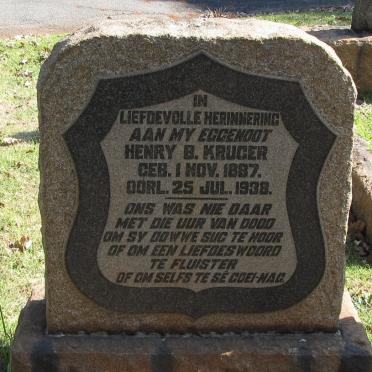 IN
LIEFDEVOLLE HERINNERING
AAN MY EGGENOOT
HENRY B. KRUGER
GEB. 1 NOV. 1887.
OORL. 25 JUL. 1938.
ONS WAS NIE DAAR
MET DIE UUR VAN DOOD
OM SY DOWWE SUG TE HOOR
OF OM EEN LIEFDESWOORD
TE FLUISTER
OF OM SELFS TE SÊ GOEI-NAG.